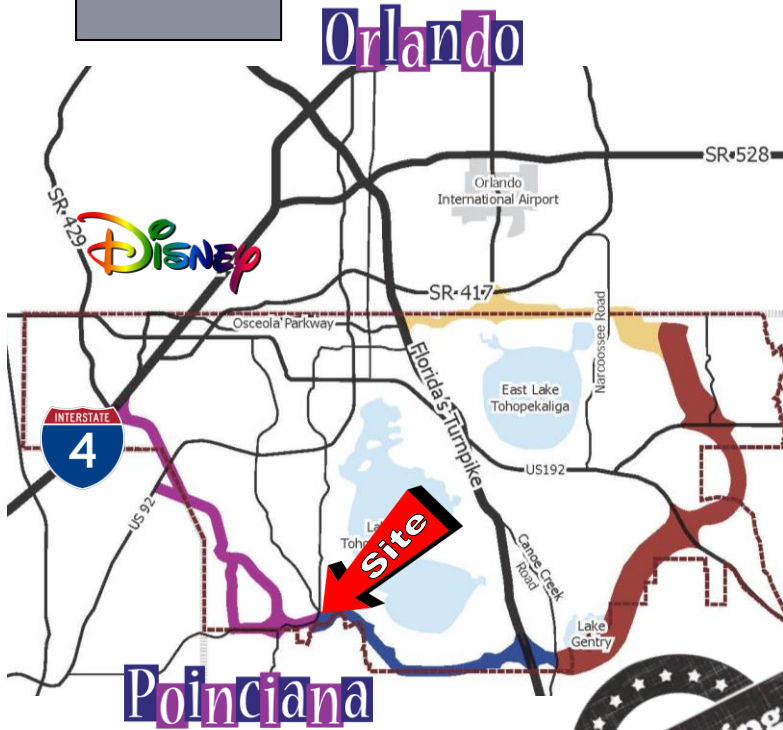 Orlando
SR-528
Orlando
International Airport
SR-429
DISNEY
SR-417
Osceola Parkway
Narcoossee Road
Florida's Turnpike
East Lake
Tohopekaliga
INTERSTATE
4
US192
US 92
Site
Canoe Creek
Road
Lake
Gentry
Poinciana